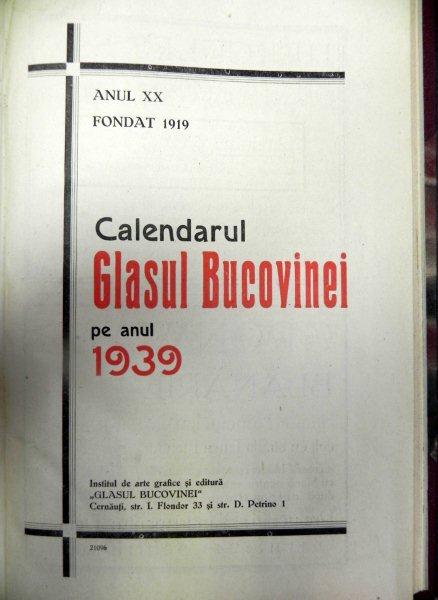 ANUL XX
FONDAT 1919
Calendarul
Glasul Bucovinei
pe anul
1939
Institul de arte grafice și editură
„GLASUL BUCOVINEI“
Cernăuți, str. I. Flondor 33 și str. D. Petrino 1
21096